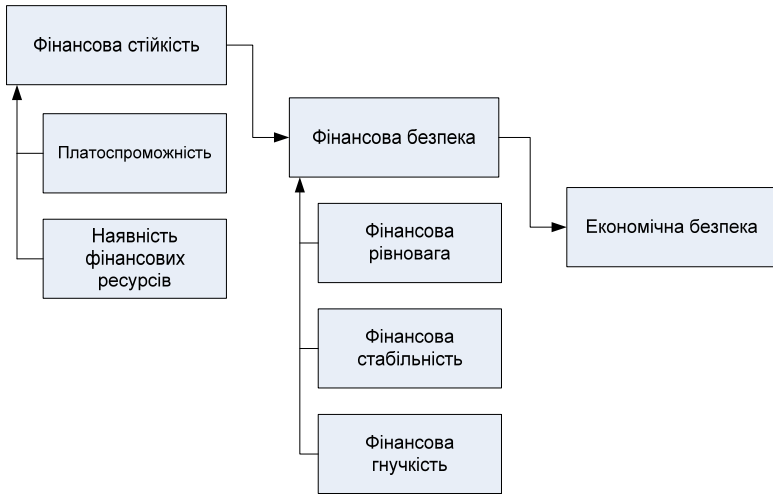 Фінансова стійкість
Платоспроможність
Наявність
фінансових
ресурсів
Фінансова безпека
Фінансова
рівновага
Фінансова
стабільність
Фінансова
гнучкість
Економічна безпека